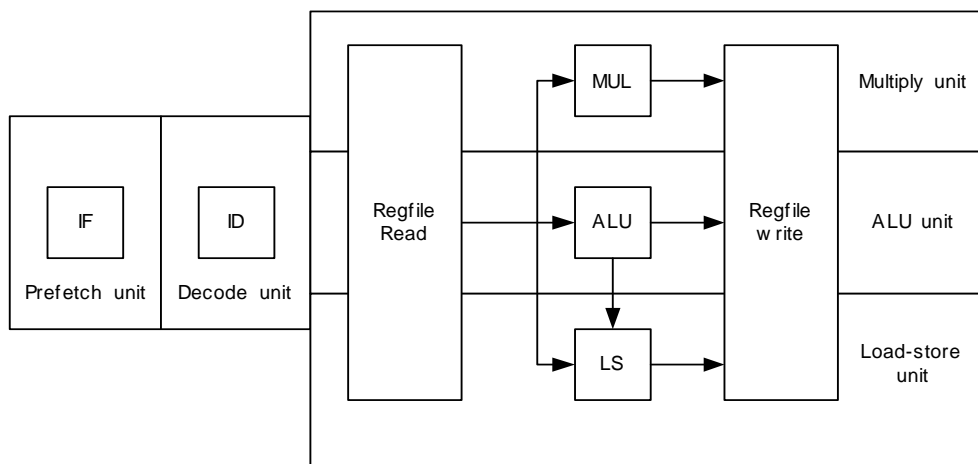 MUL
Multiply unit
IF
ID
Regfile
Read
ALU
Regfile
write
ALU unit
Prefetch unit
Decode unit
LS
Load-store
unit